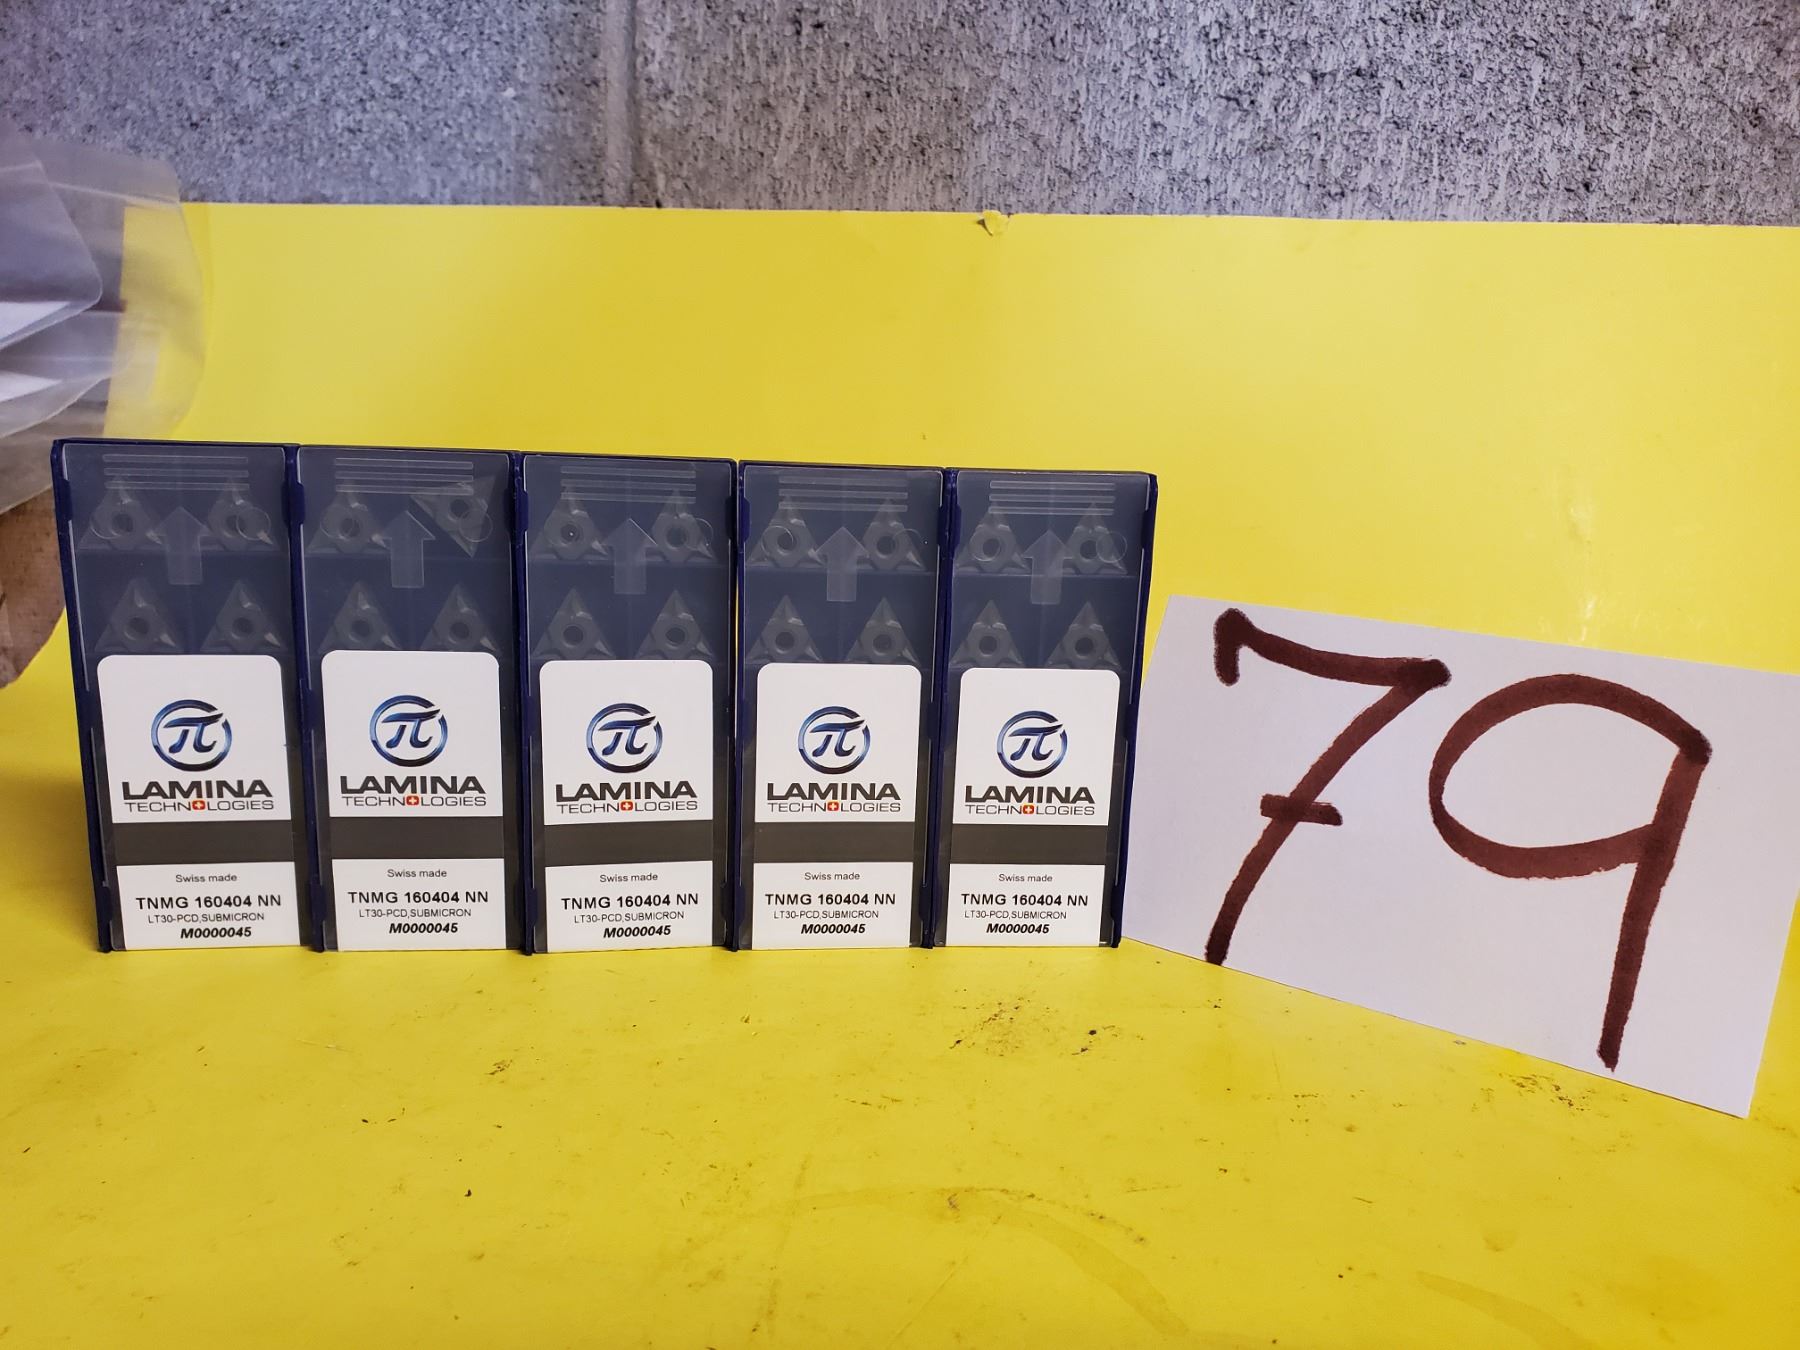 π
LAMINA
TECHNOLOGIES
Swiss made
TNMG 160404 NN
LT30-PCD,SUBMICRON
M0000045
π
LAMINA
TECHNOLOGIES
Swiss made
TNMG 160404 NN
LT30-PCD,SUBMICRON
M0000045
π
LAMINA
TECHNOLOGIES
Swiss made
TNMG 160404 NN
LT30-PCD,SUBMICRON
M0000045
π
LAMINA
TECHNOLOGIES
Swiss made
TNMG 160404 NN
LT30-PCD,SUBMICRON
M0000045
π
LAMINA
TECHNOLOGIES
Swiss made
TNMG 160404 NN
LT30-PCD,SUBMICRON
M0000045
79